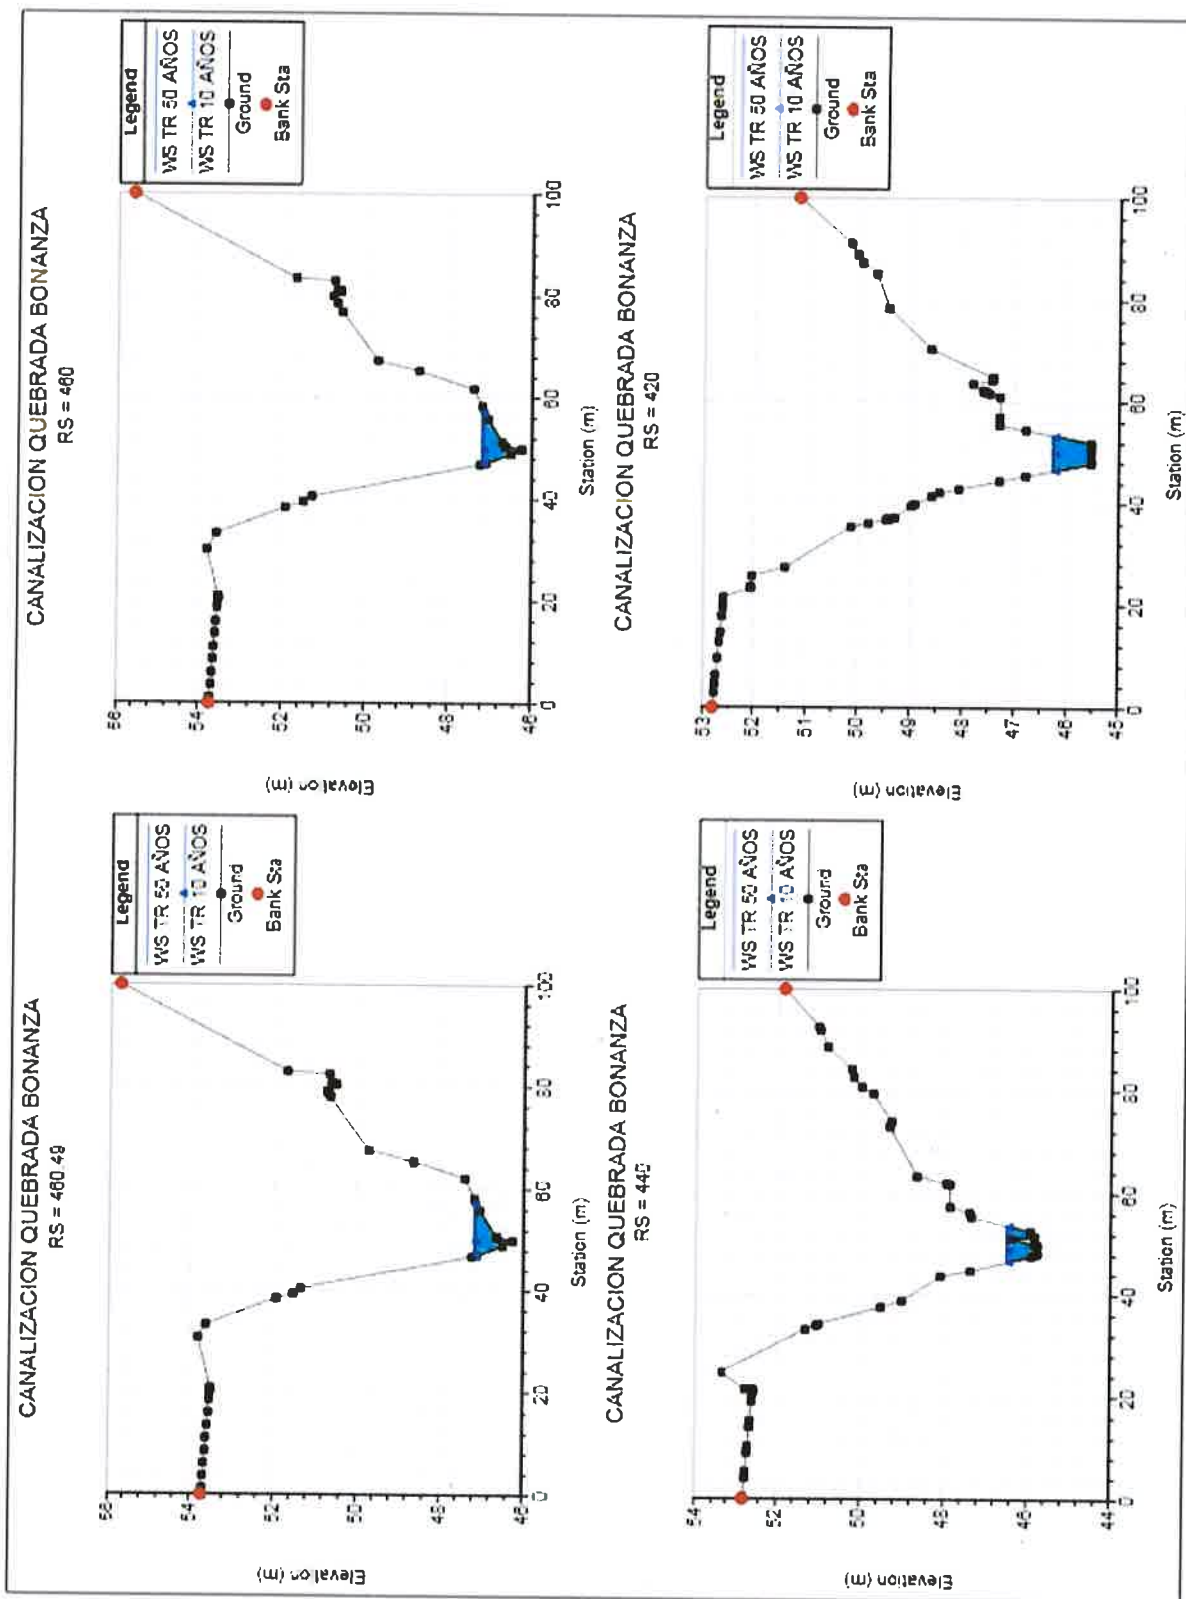 CANALIZACION QUEBRADA BONANZA
RS = 460.49
Elevation (m)
56
54
52
50
48
46
0
20
40
60
80
100
Station (m)
Legend
WS TR 50 AÑOS
WS TR 10 AÑOS
Ground
Bank Sta
CANALIZACION QUEBRADA BONANZA
RS = 460
Elevation (m)
56
54
52
50
48
46
0
20
40
60
80
100
Station (m)
Legend
WS TR 50 AÑOS
WS TR 10 AÑOS
Ground
Bank Sta
CANALIZACION QUEBRADA BONANZA
RS = 440
Elevation (m)
54
52
50
48
46
44
0
20
40
60
80
100
Station (m)
Legend
WS TR 50 AÑOS
WS TR 10 AÑOS
Ground
Bank Sta
CANALIZACION QUEBRADA BONANZA
RS = 420
Elevation (m)
53
52
51
50
49
48
47
46
45
0
20
40
60
80
100
Station (m)
Legend
WS TR 50 AÑOS
WS TR 10 AÑOS
Ground
Bank Sta